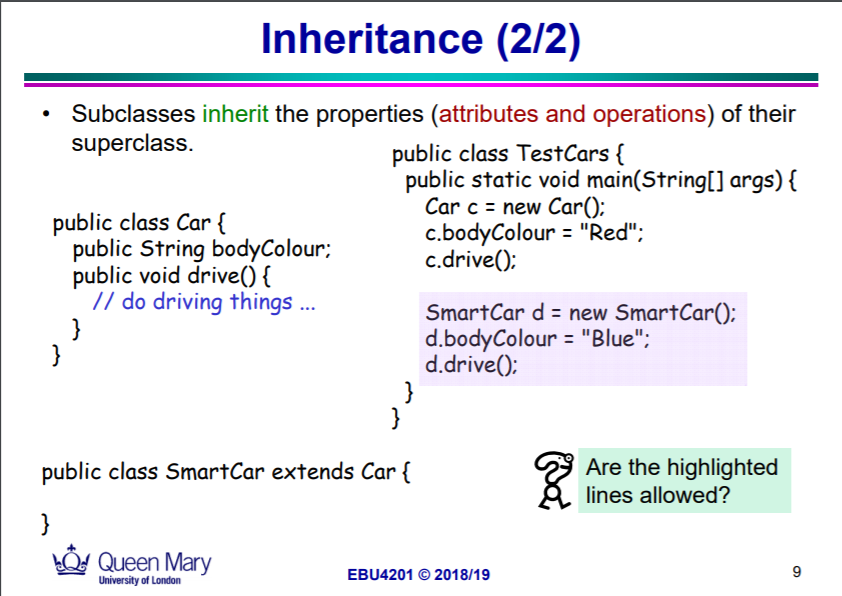 Inheritance (2/2)
• Subclasses inherit the properties (attributes and operations) of their
superclass.
public class Car {
public String bodyColour;
public void drive() {
// do driving things ...
}
}
public class TestCars {
public static void main(String[] args) {
Car c = new Car();
c.bodyColour = "Red";
c.drive();
SmartCar d = new SmartCar();
d.bodyColour = "Blue";
d.drive();
}
}
public class SmartCar extends Car {
}
Are the highlighted
lines allowed?
Queen Mary
University of London
EBU4201 © 2018/19
9